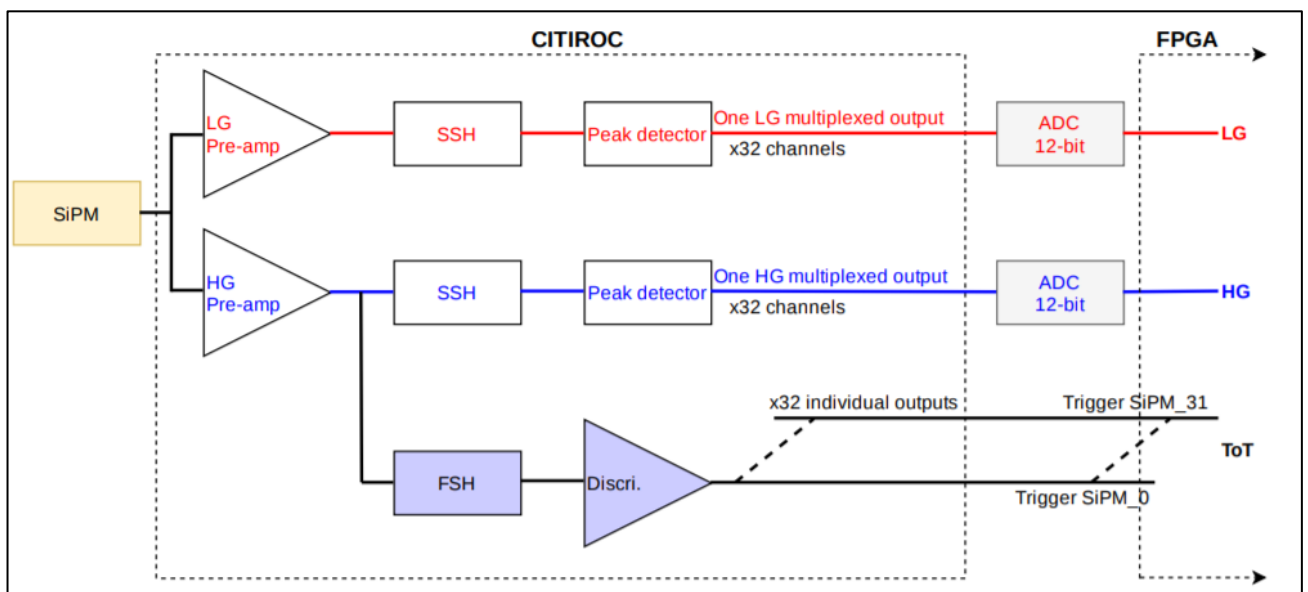 CITIROC
FPGA
LG
Pre-amp
SSH
Peak detector
One LG multiplexed output
x32 channels
ADC
12-bit
LG
SiPM
HG
Pre-amp
SSH
Peak detector
One HG multiplexed output
x32 channels
ADC
12-bit
HG
x32 individual outputs
Trigger SiPM_31
ToT
FSH
Discri.
Trigger SiPM_0